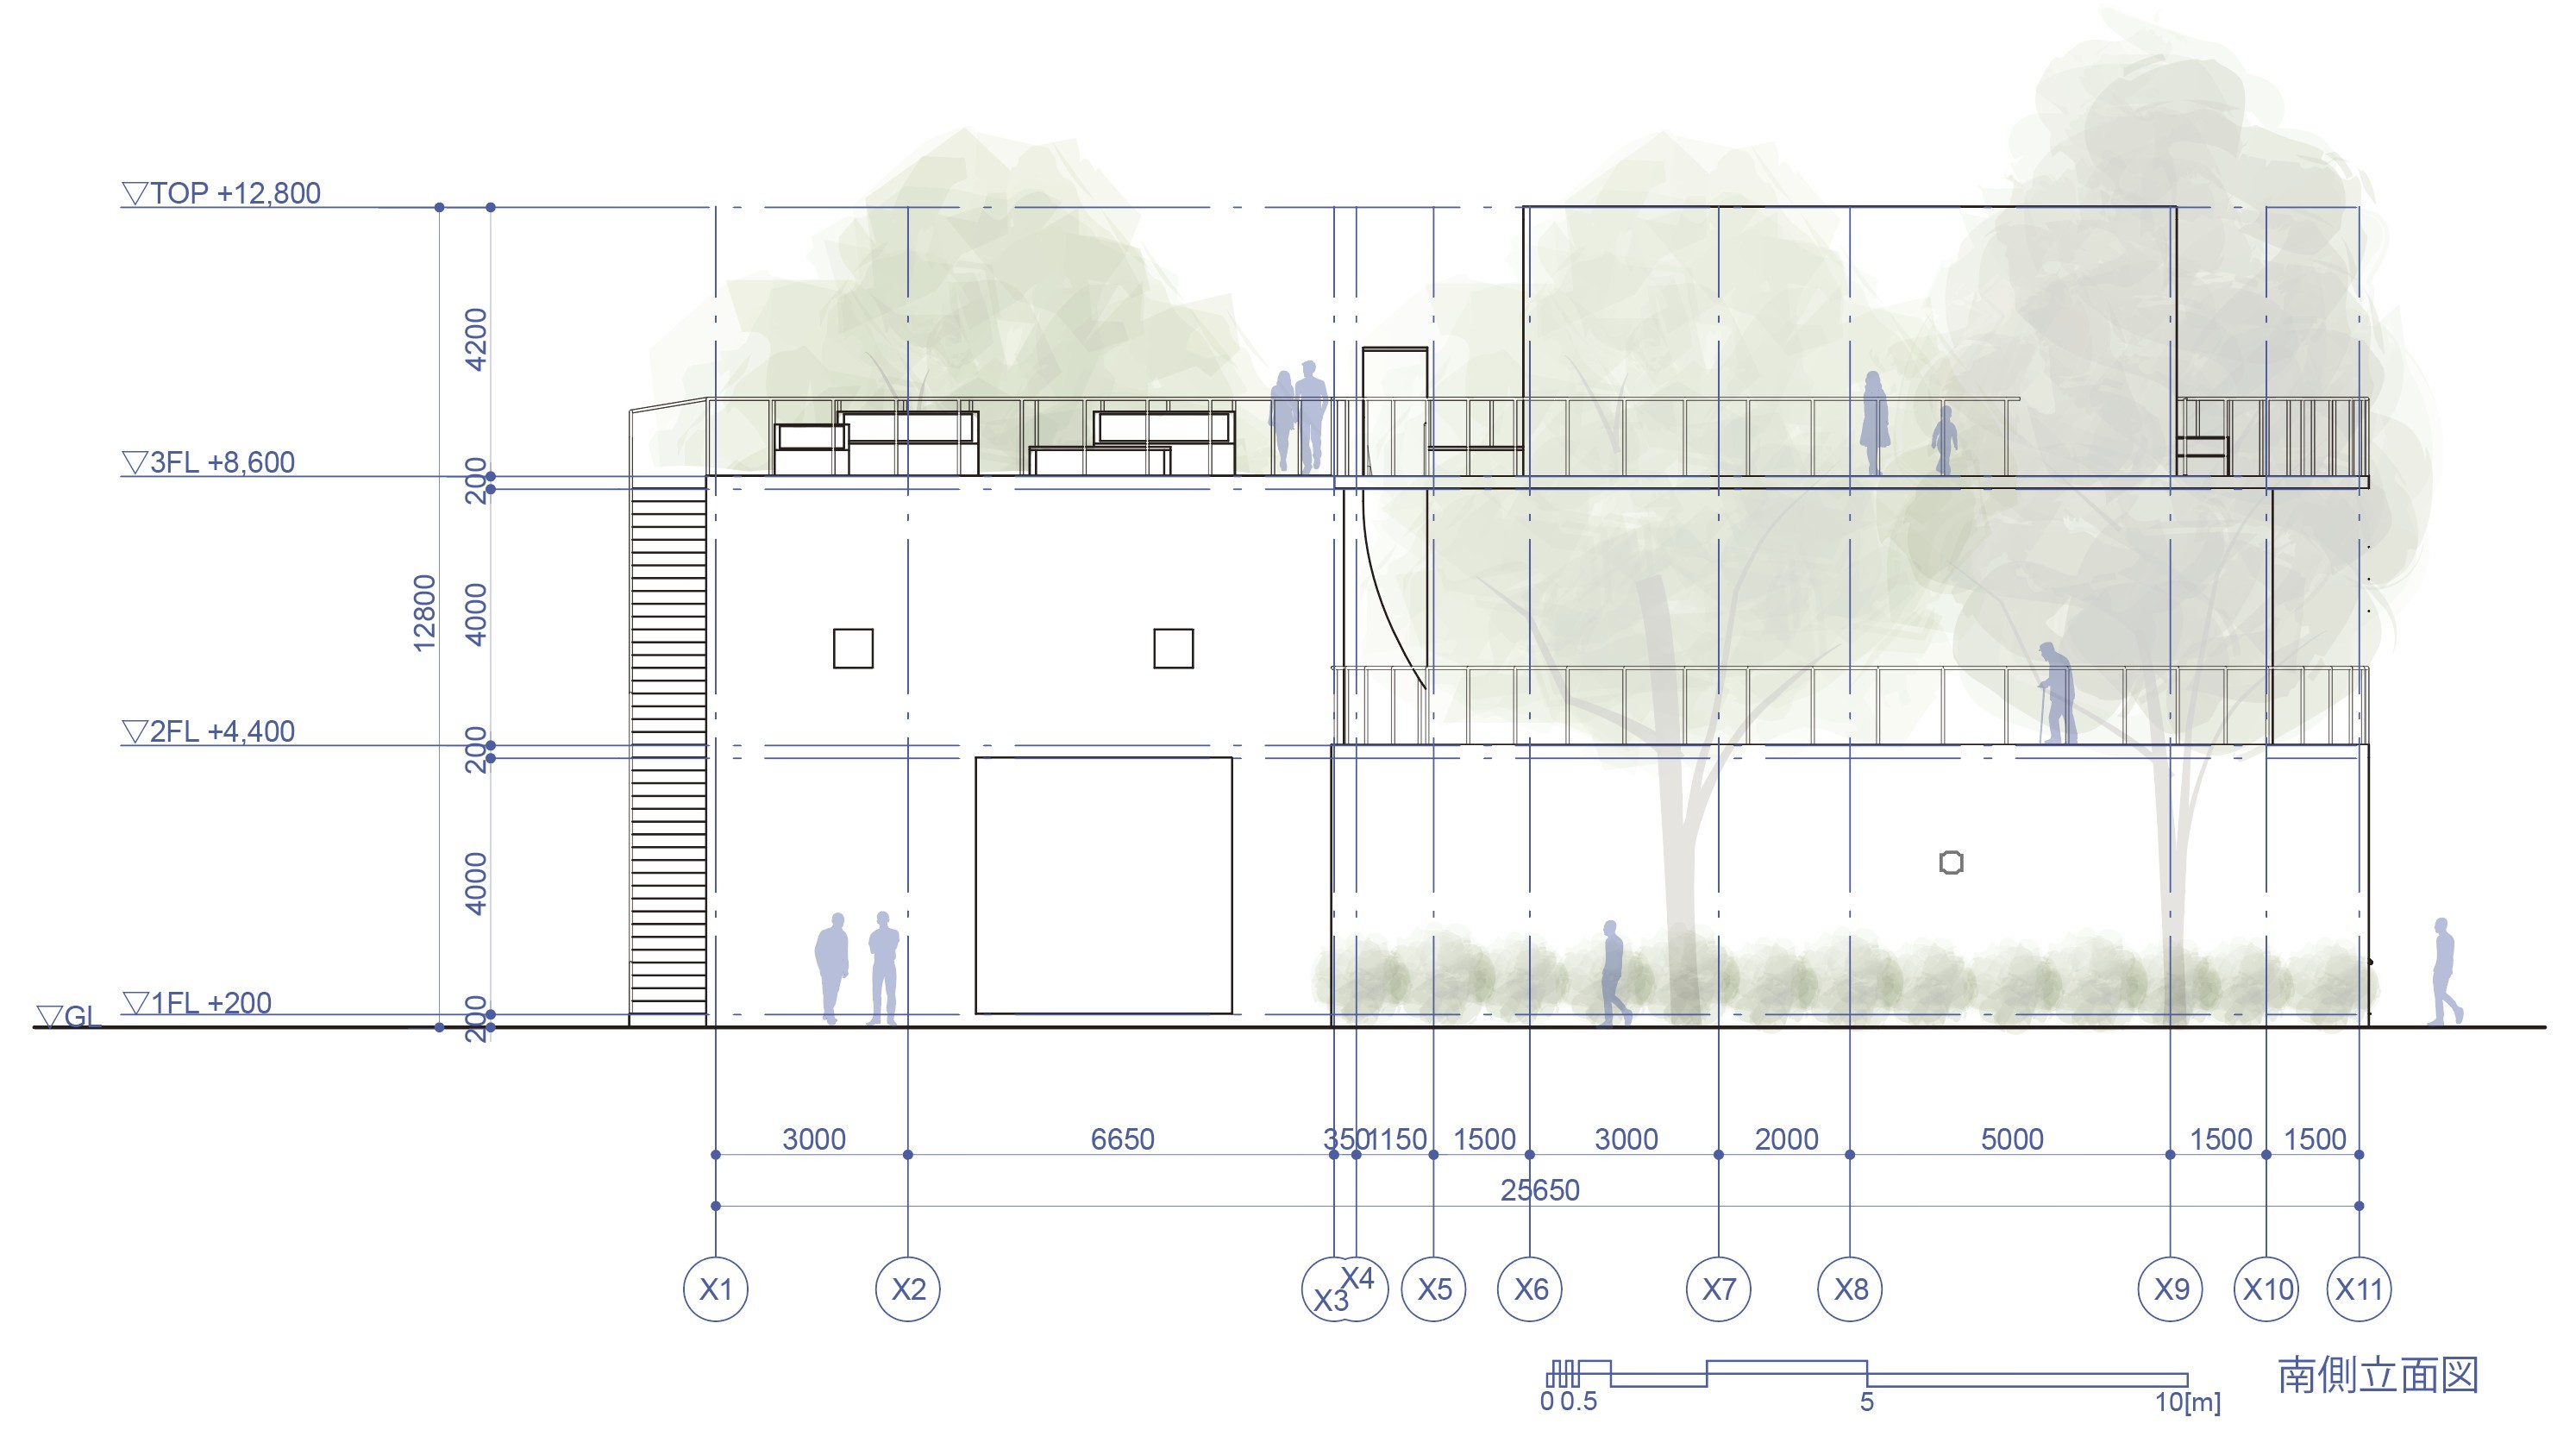 ▽TOP +12,800
4200
▽3FL +8,600
200
12800
4000
▽2FL +4,400
200
40000
▽1FL +200
▽GL
200
3000 6650 350 1150 1500 3000 2000 5000 1500 1500
25650
X1 X2 X3 X4 X5 X6 X7 X8 X9 X10 X11
0 0.5 5 10[m]
南側立面図